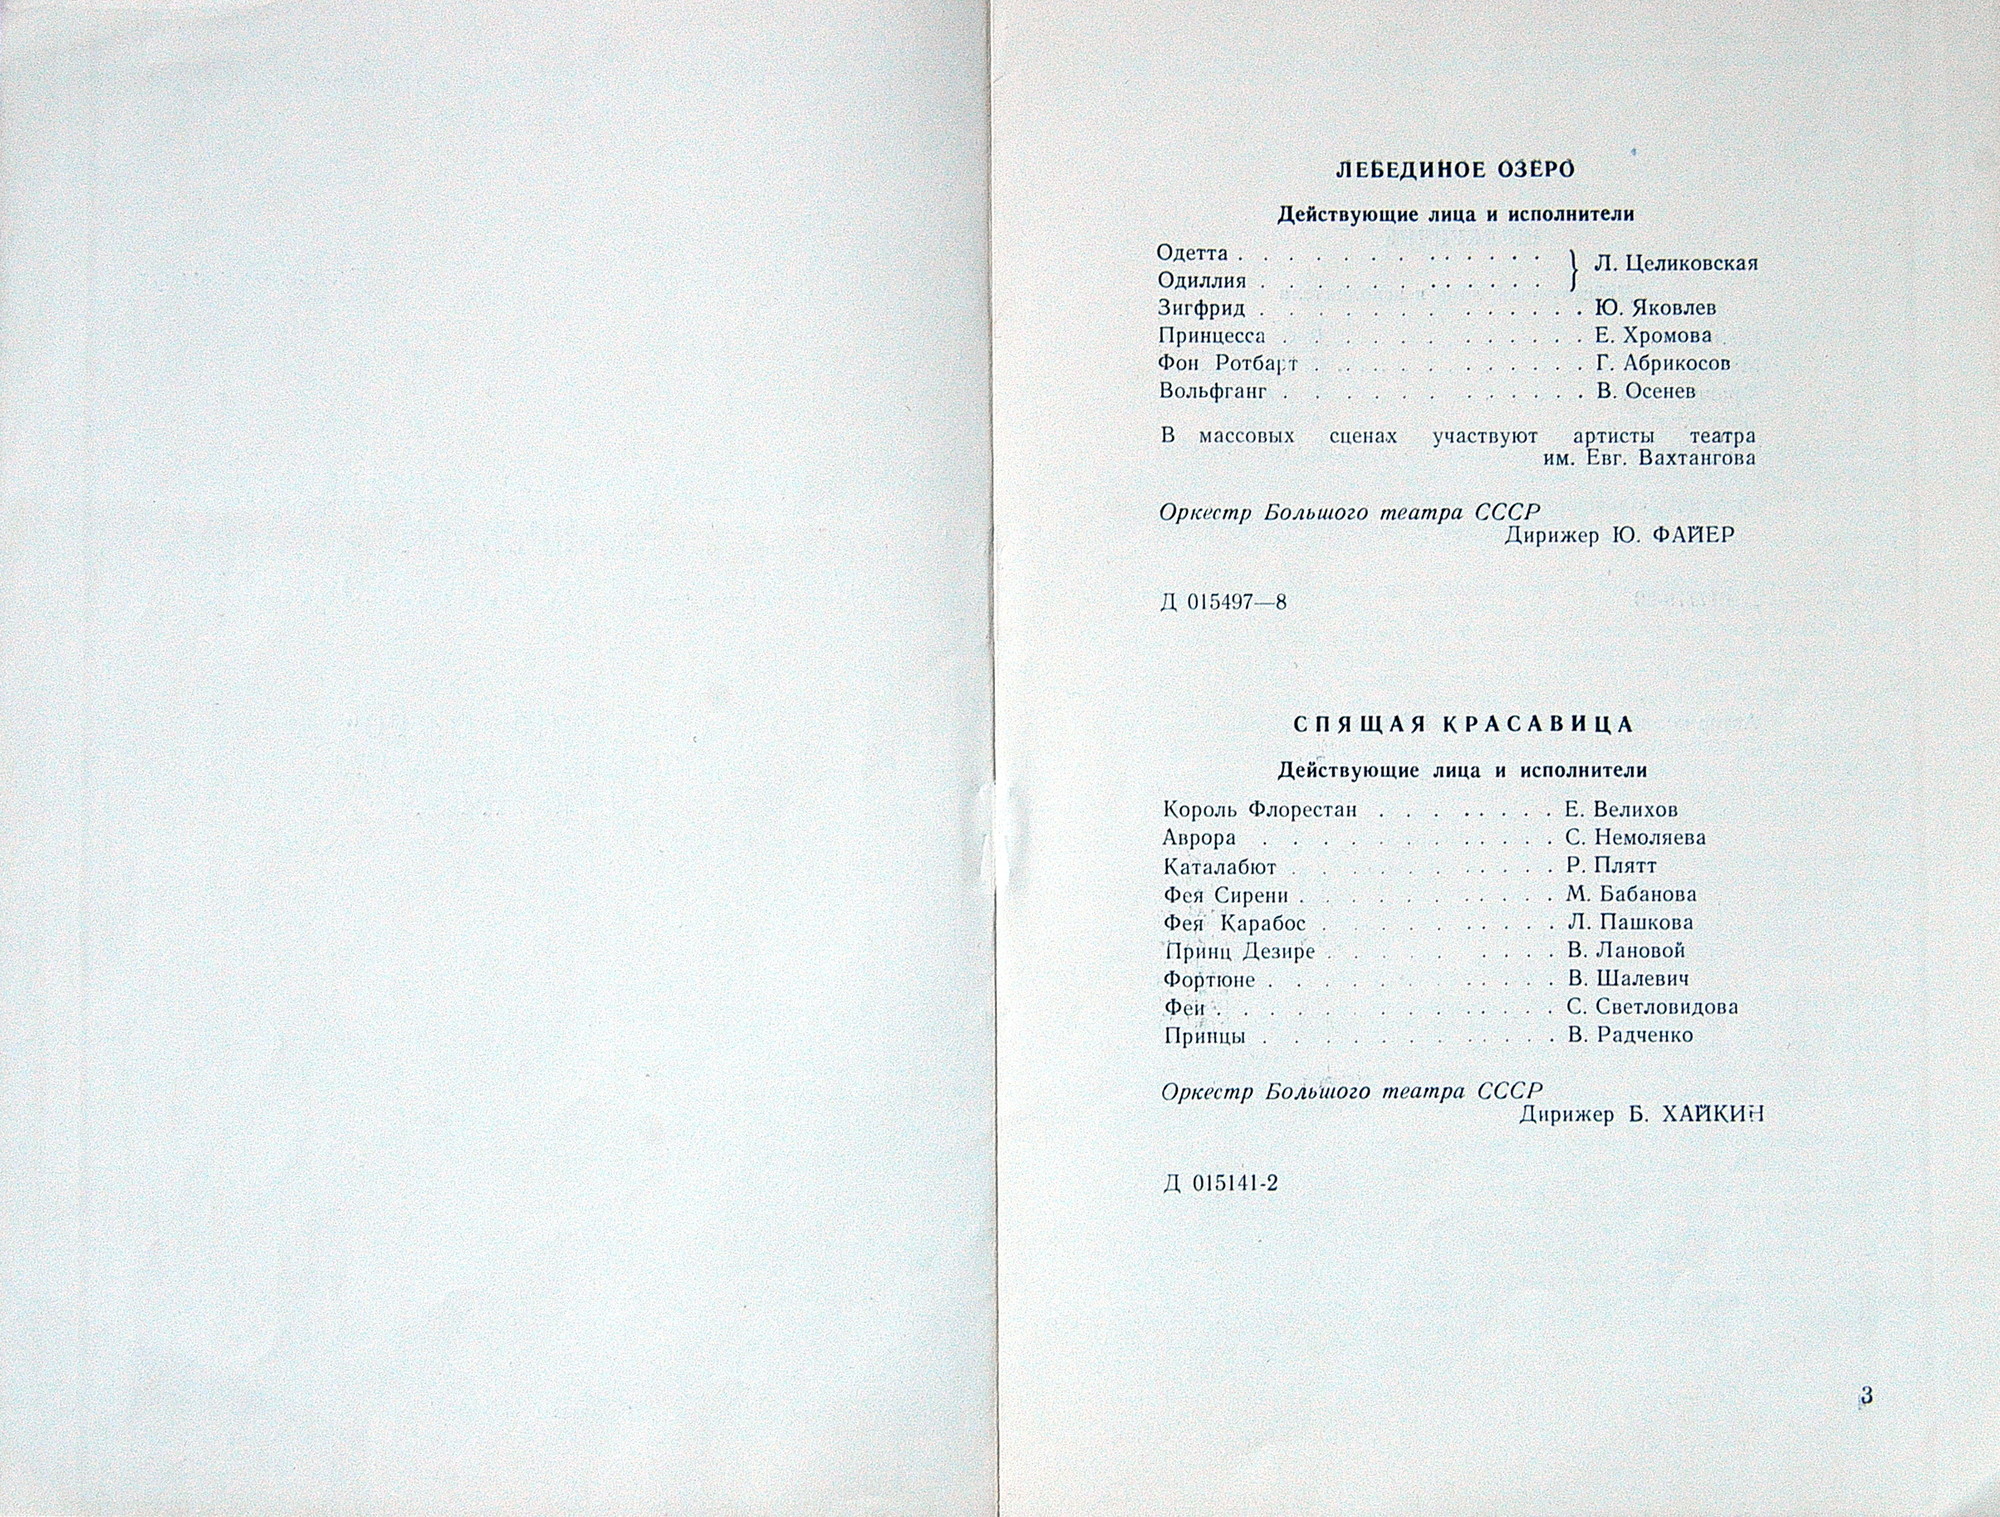 ЛЕБЕДИНОЕ ОЗЕРО
Действующие лица и исполнители
Одетта . . . . . . . . . . . . }
Одиллия . . . . . . . . . . . Л. Целиковская
Зигфрид . . . . . . . . . . . . Ю. Яковлев
Принцесса . . . . . . . . . . . Е. Хромова
Фон Ротбарт . . . . . . . . . . Г. Абрикосов
Вольфганг . . . . . . . . . . . В. Осенев
В массовых сценах участвуют артисты театра
им. Евг. Вахтангова
Оркестр Большого театра СССР
Дирижер Ю. ФАЙЕР
Д 015497—8
СПЯЩАЯ КРАСАВИЦА
Действующие лица и исполнители
Король Флорестан . . . . . . . . Е. Велихов
Аврора . . . . . . . . . . . С. Немоляева
Каталабют . . . . . . . . . . Р. Плятт
Фея Сирени . . . . . . . . . . М. Бабанова
Фея Карабос . . . . . . . . . Л. Пашкова
Принц Дезире . . . . . . . . В. Лановой
Фортюне . . . . . . . . . . В. Шалевич
Феи . . . . . . . . . . . . С. Светловидова
Принцы . . . . . . . . . . . В. Радченко
Оркестр Большого театра СССР
Дирижер Б. ХАЙКИН
Д 015141-2
3